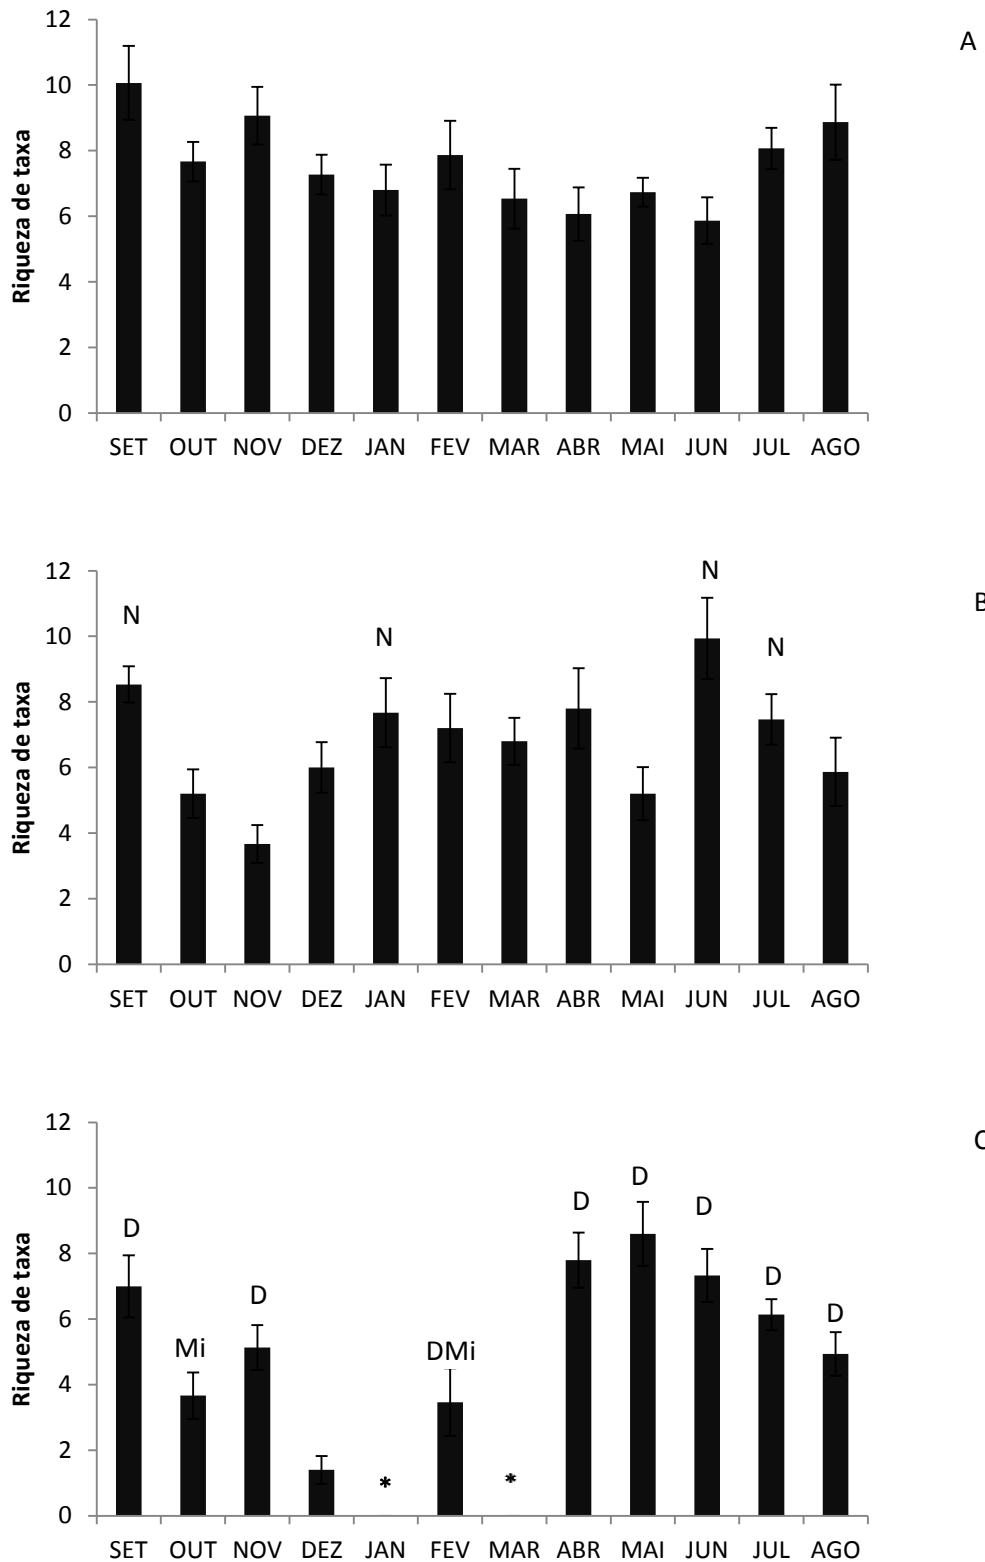 A
Riqueza de taxa
12
10
8
6
4
2
0
SET OUT NOV DEZ JAN FEV MAR ABR MAI JUN JUL AGO
B
Riqueza de taxa
12
10
8
6
4
2
0
N N N N
SET OUT NOV DEZ JAN FEV MAR ABR MAI JUN JUL AGO
C
Riqueza de taxa
12
10
8
6
4
2
0
D Mi D * DMi * D D D D D
SET OUT NOV DEZ JAN FEV MAR ABR MAI JUN JUL AGO